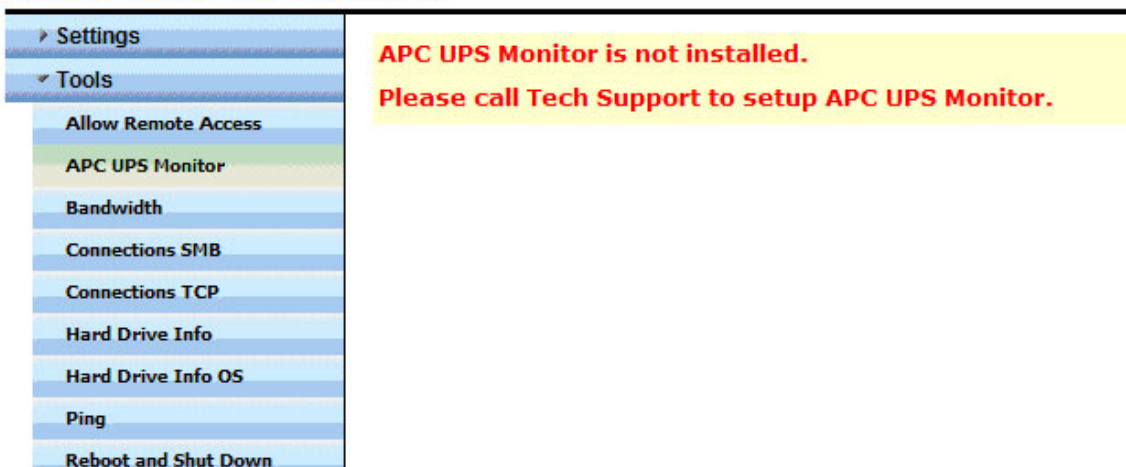 Settings
Tools
Allow Remote Access
APC UPS Monitor
Bandwidth
Connections SMB
Connections TCP
Hard Drive Info
Hard Drive Info OS
Ping
Reboot and Shut Down
APC UPS Monitor is not installed.
Please call Tech Support to setup APC UPS Monitor.